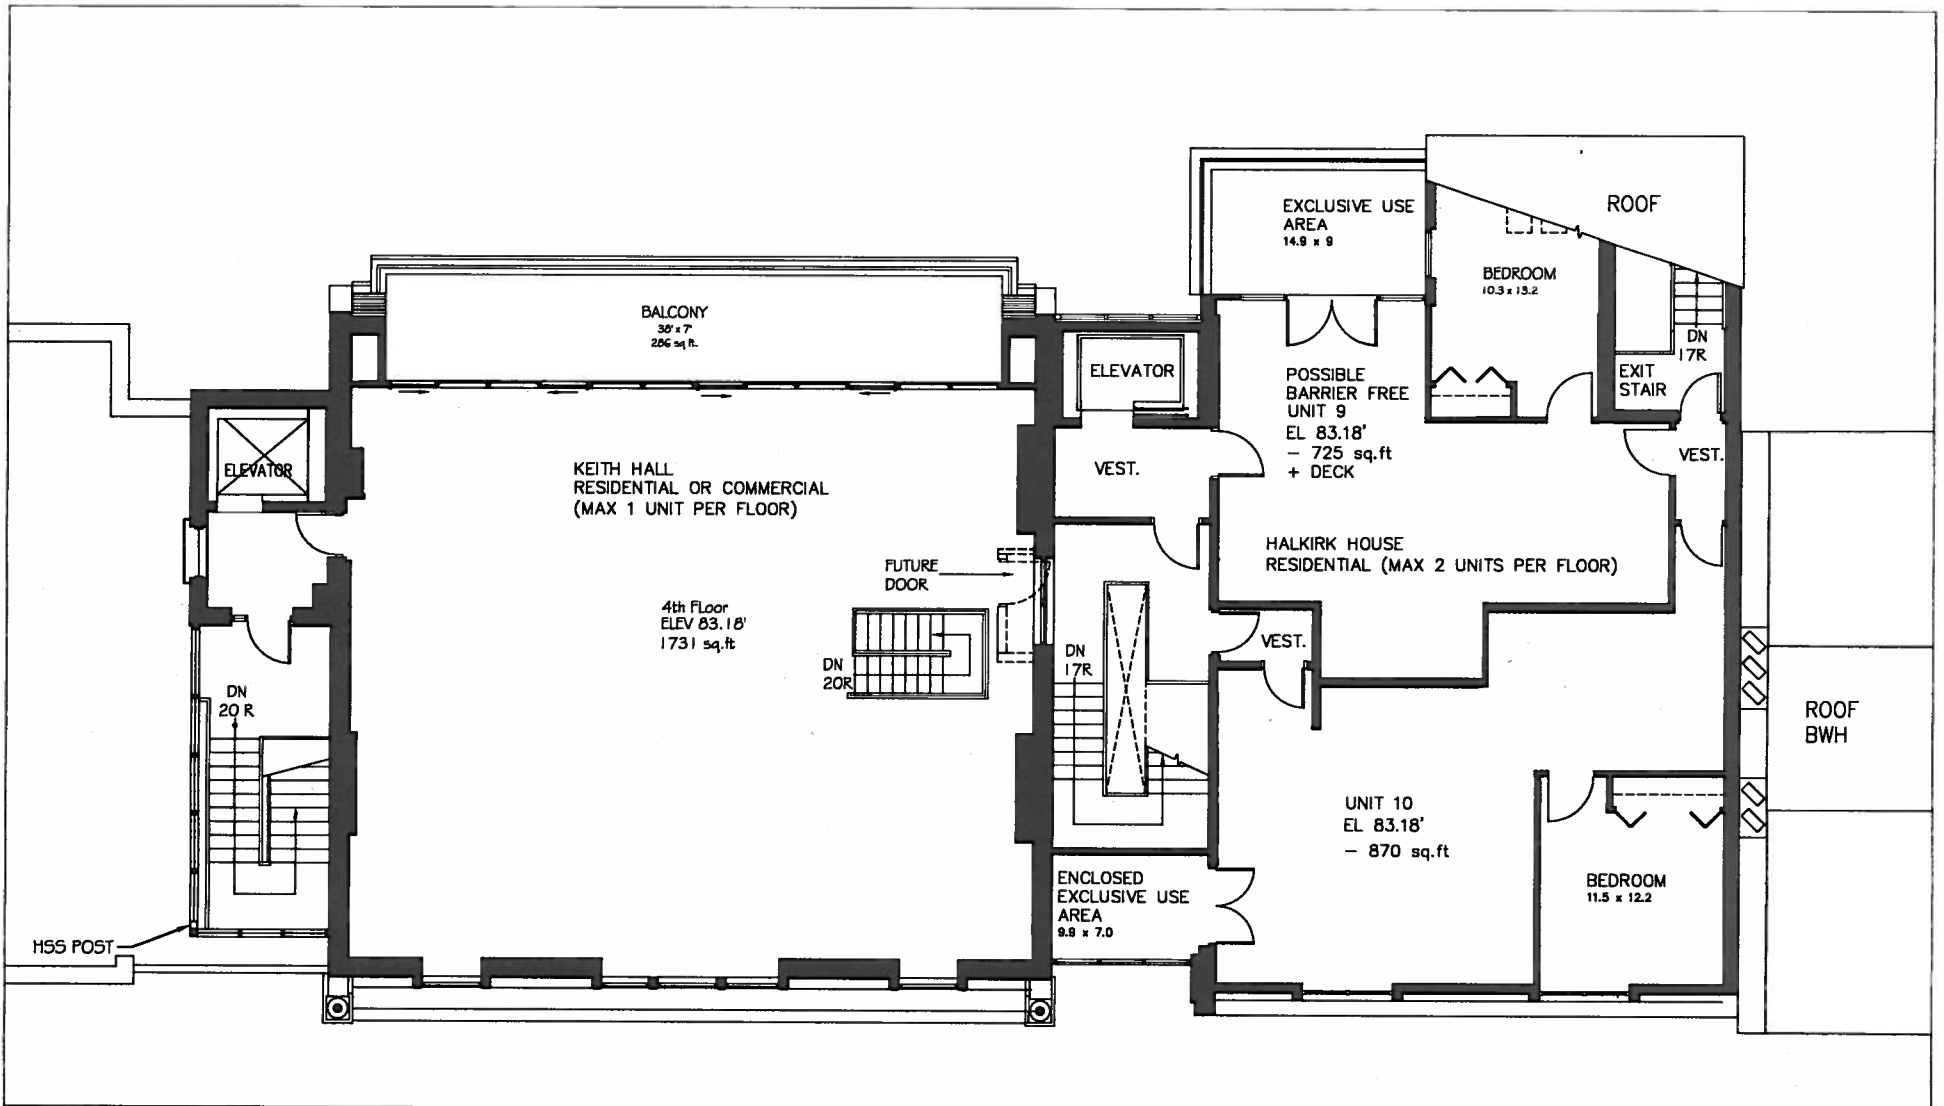 EXCLUSIVE USE
AREA
14.9 x 9
ROOF
BEDROOM
10.3 x 13.2
BALCONY
38' x 7'
286 sq ft.
DN
17R
EXIT
STAIR
ELEVATOR
POSSIBLE
BARRIER FREE
UNIT 9
EL 83.18'
- 725 sq.ft
+ DECK
ELEVATOR
KEITH HALL
RESIDENTIAL OR COMMERCIAL
(MAX 1 UNIT PER FLOOR)
VEST.
VEST.
HALKIRK HOUSE
RESIDENTIAL (MAX 2 UNITS PER FLOOR)
FUTURE
DOOR
4th Floor
ELEV 83.18'
1731 sq.ft
DN
20R
DN
17R
VEST.
DN
20 R
ROOF
BWH
UNIT 10
EL 83.18'
- 870 sq.ft
ENCLOSED
EXCLUSIVE USE
AREA
9.9 x 7.0
BEDROOM
11.5 x 12.2
HSS POST